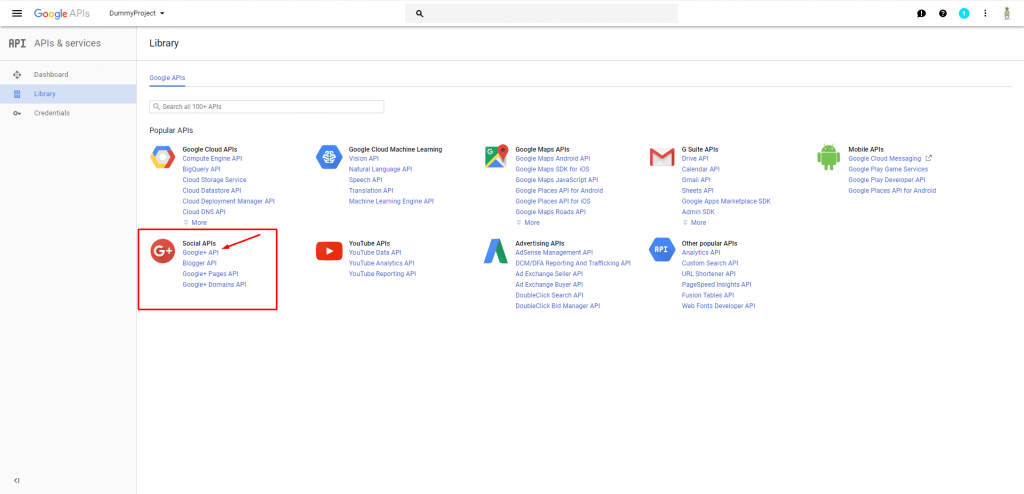 Google APIs
DummyProject
1
API APIs & services
Library
Dashboard
Library
Credentials
Google APIs
Search all 100+ APIs
Popular APIs
Google Cloud APIs
Compute Engine API
BigQuery API
Cloud Storage Service
Cloud Datastore API
Cloud Deployment Manager API
Cloud DNS API
More
Google Cloud Machine Learning
Vision API
Natural Language API
Speech API
Translation API
Machine Learning Engine API
Google Maps APIs
Google Maps Android API
Google Maps SDK for iOS
Google Maps JavaScript API
Google Places API for Android
Google Places API for iOS
Google Maps Roads API
More
G Suite APIs
Drive API
Calendar API
Gmail API
Sheets API
Google Apps Marketplace SDK
Admin SDK
More
Mobile APIs
Google Cloud Messaging
Google Play Game Services
Google Play Developer API
Google Places API for Android
G+
Social APIs
Google+ API
Blogger API
Google+ Pages API
Google+ Domains API
YouTube APIs
YouTube Data API
YouTube Analytics API
YouTube Reporting API
Advertising APIs
AdSense Management API
DCM/DFA Reporting And Trafficking API
Ad Exchange Seller API
Ad Exchange Buyer API
DoubleClick Search API
DoubleClick Bid Manager API
API
Other popular APIs
Analytics API
Custom Search API
URL Shortener API
PageSpeed Insights API
Fusion Tables API
Web Fonts Developer API